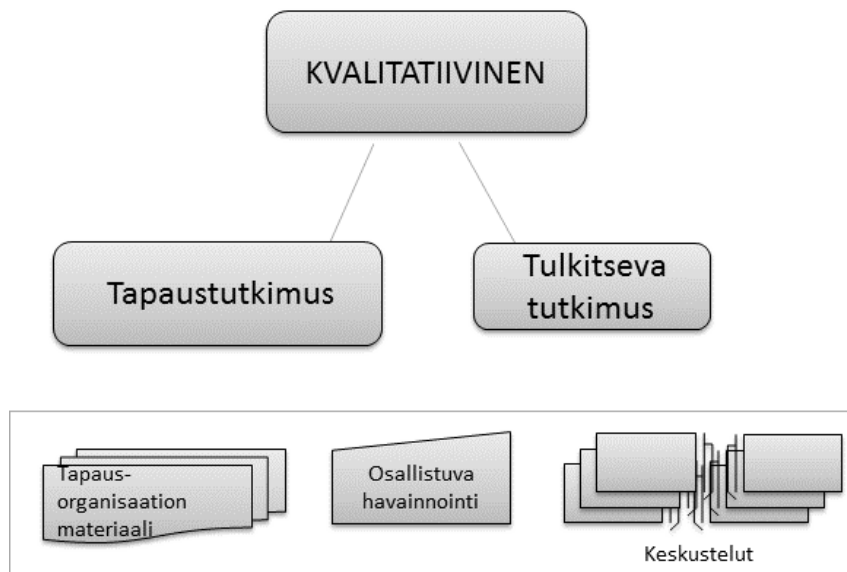 KVALITATIIVINEN
Tapaustutkimus
Tulkitseva
tutkimus
Tapaus-
organisaation
materiaali
Osallistuva
havainnointi
Keskustelut